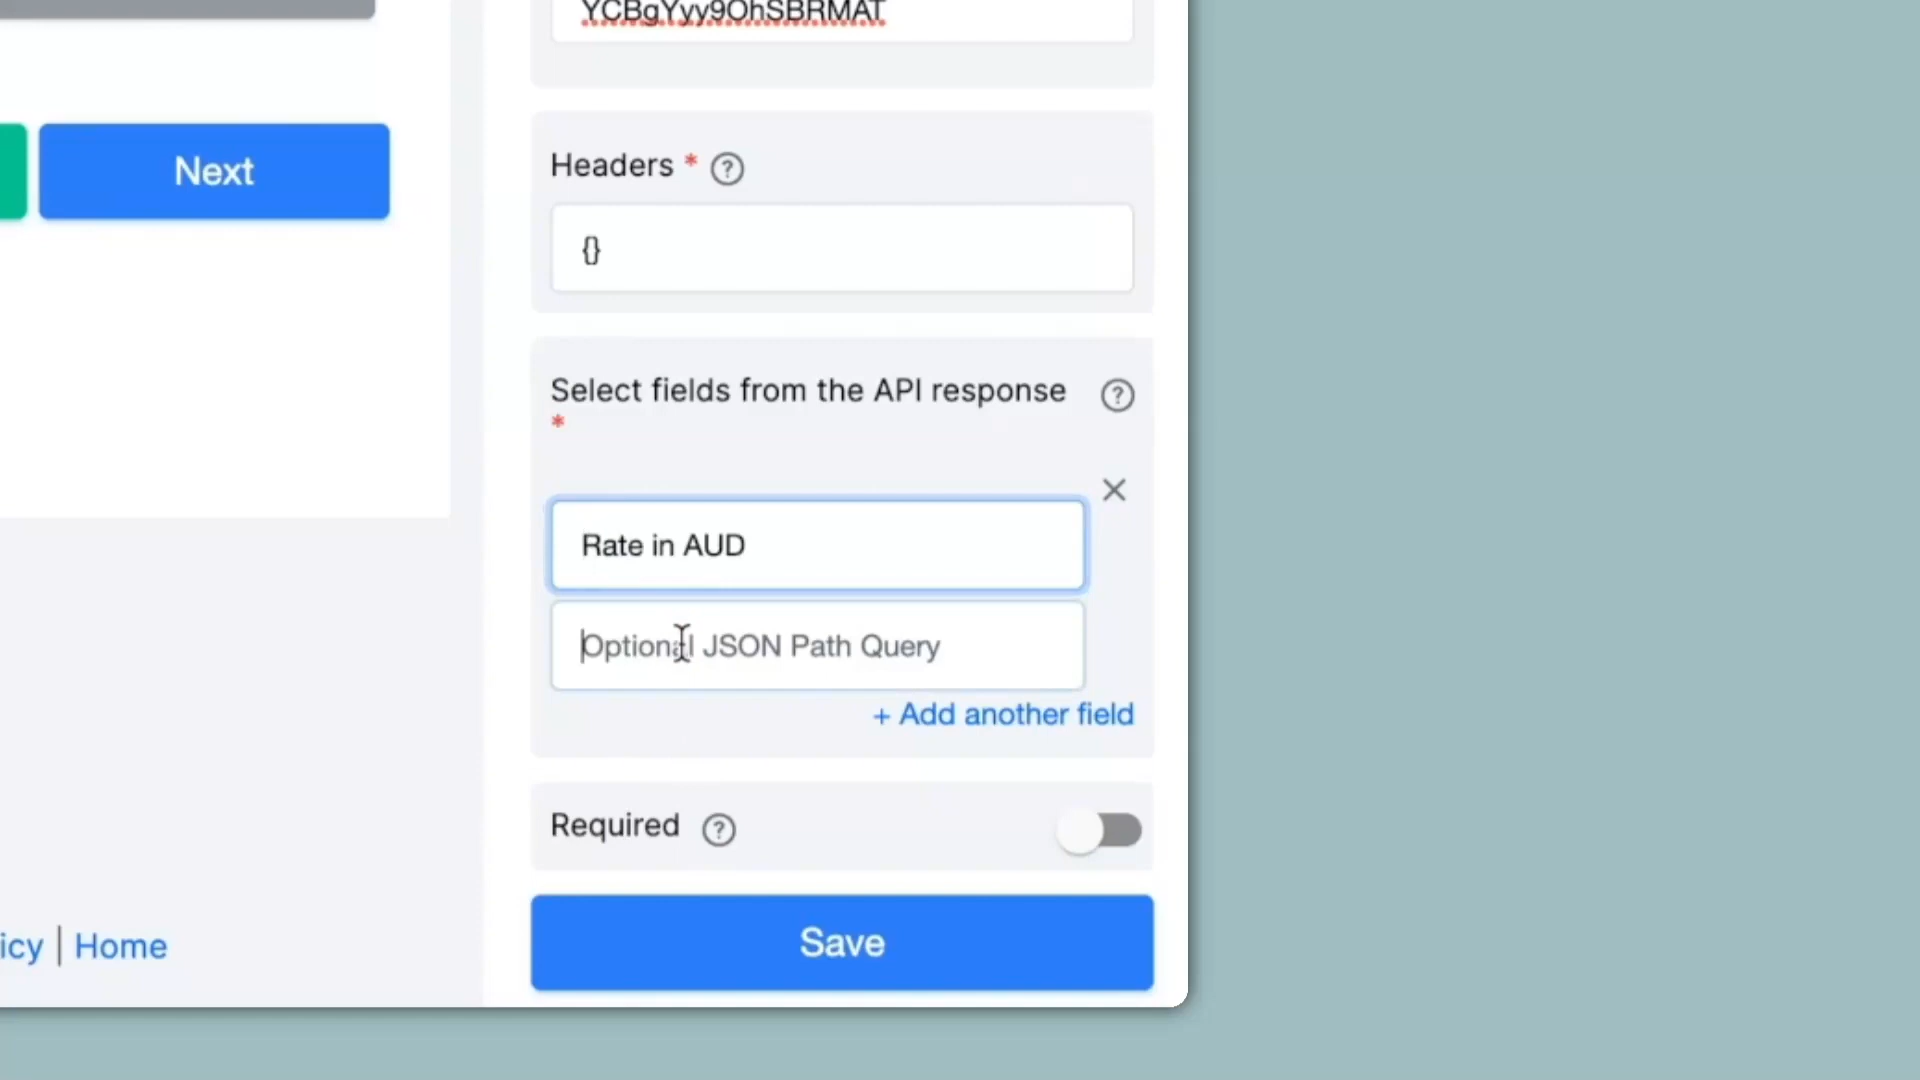 YCBgYyy9OhSBRMAT
Next
Headers * ?
{}
Select fields from the API response ?
*
Rate in AUD
Optional JSON Path Query
+ Add another field
Required ?
Save
icy | Home